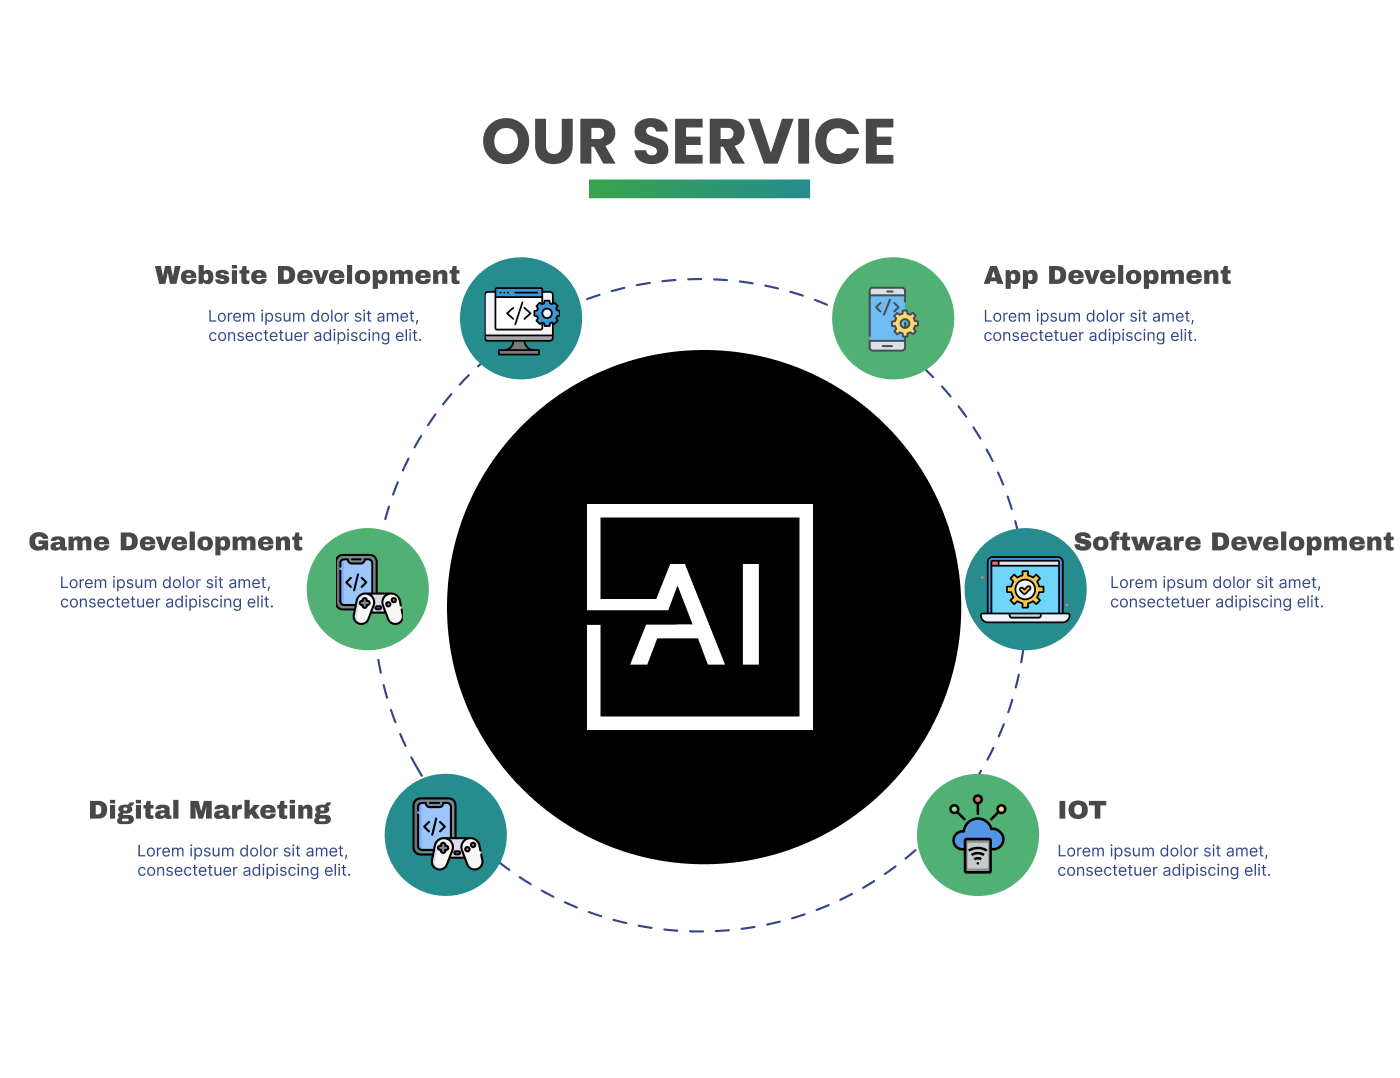 OUR SERVICE
Website Development
Lorem ipsum dolor sit amet,
consectetuer adipiscing elit.
</>
App Development
Lorem ipsum dolor sit amet,
consectetuer adipiscing elit.
</>
Game Development
Lorem ipsum dolor sit amet,
consectetuer adipiscing elit.
</>
AI
Software Development
Lorem ipsum dolor sit amet,
consectetuer adipiscing elit.
Digital Marketing
Lorem ipsum dolor sit amet,
consectetuer adipiscing elit.
</>
IOT
Lorem ipsum dolor sit amet,
consectetuer adipiscing elit.